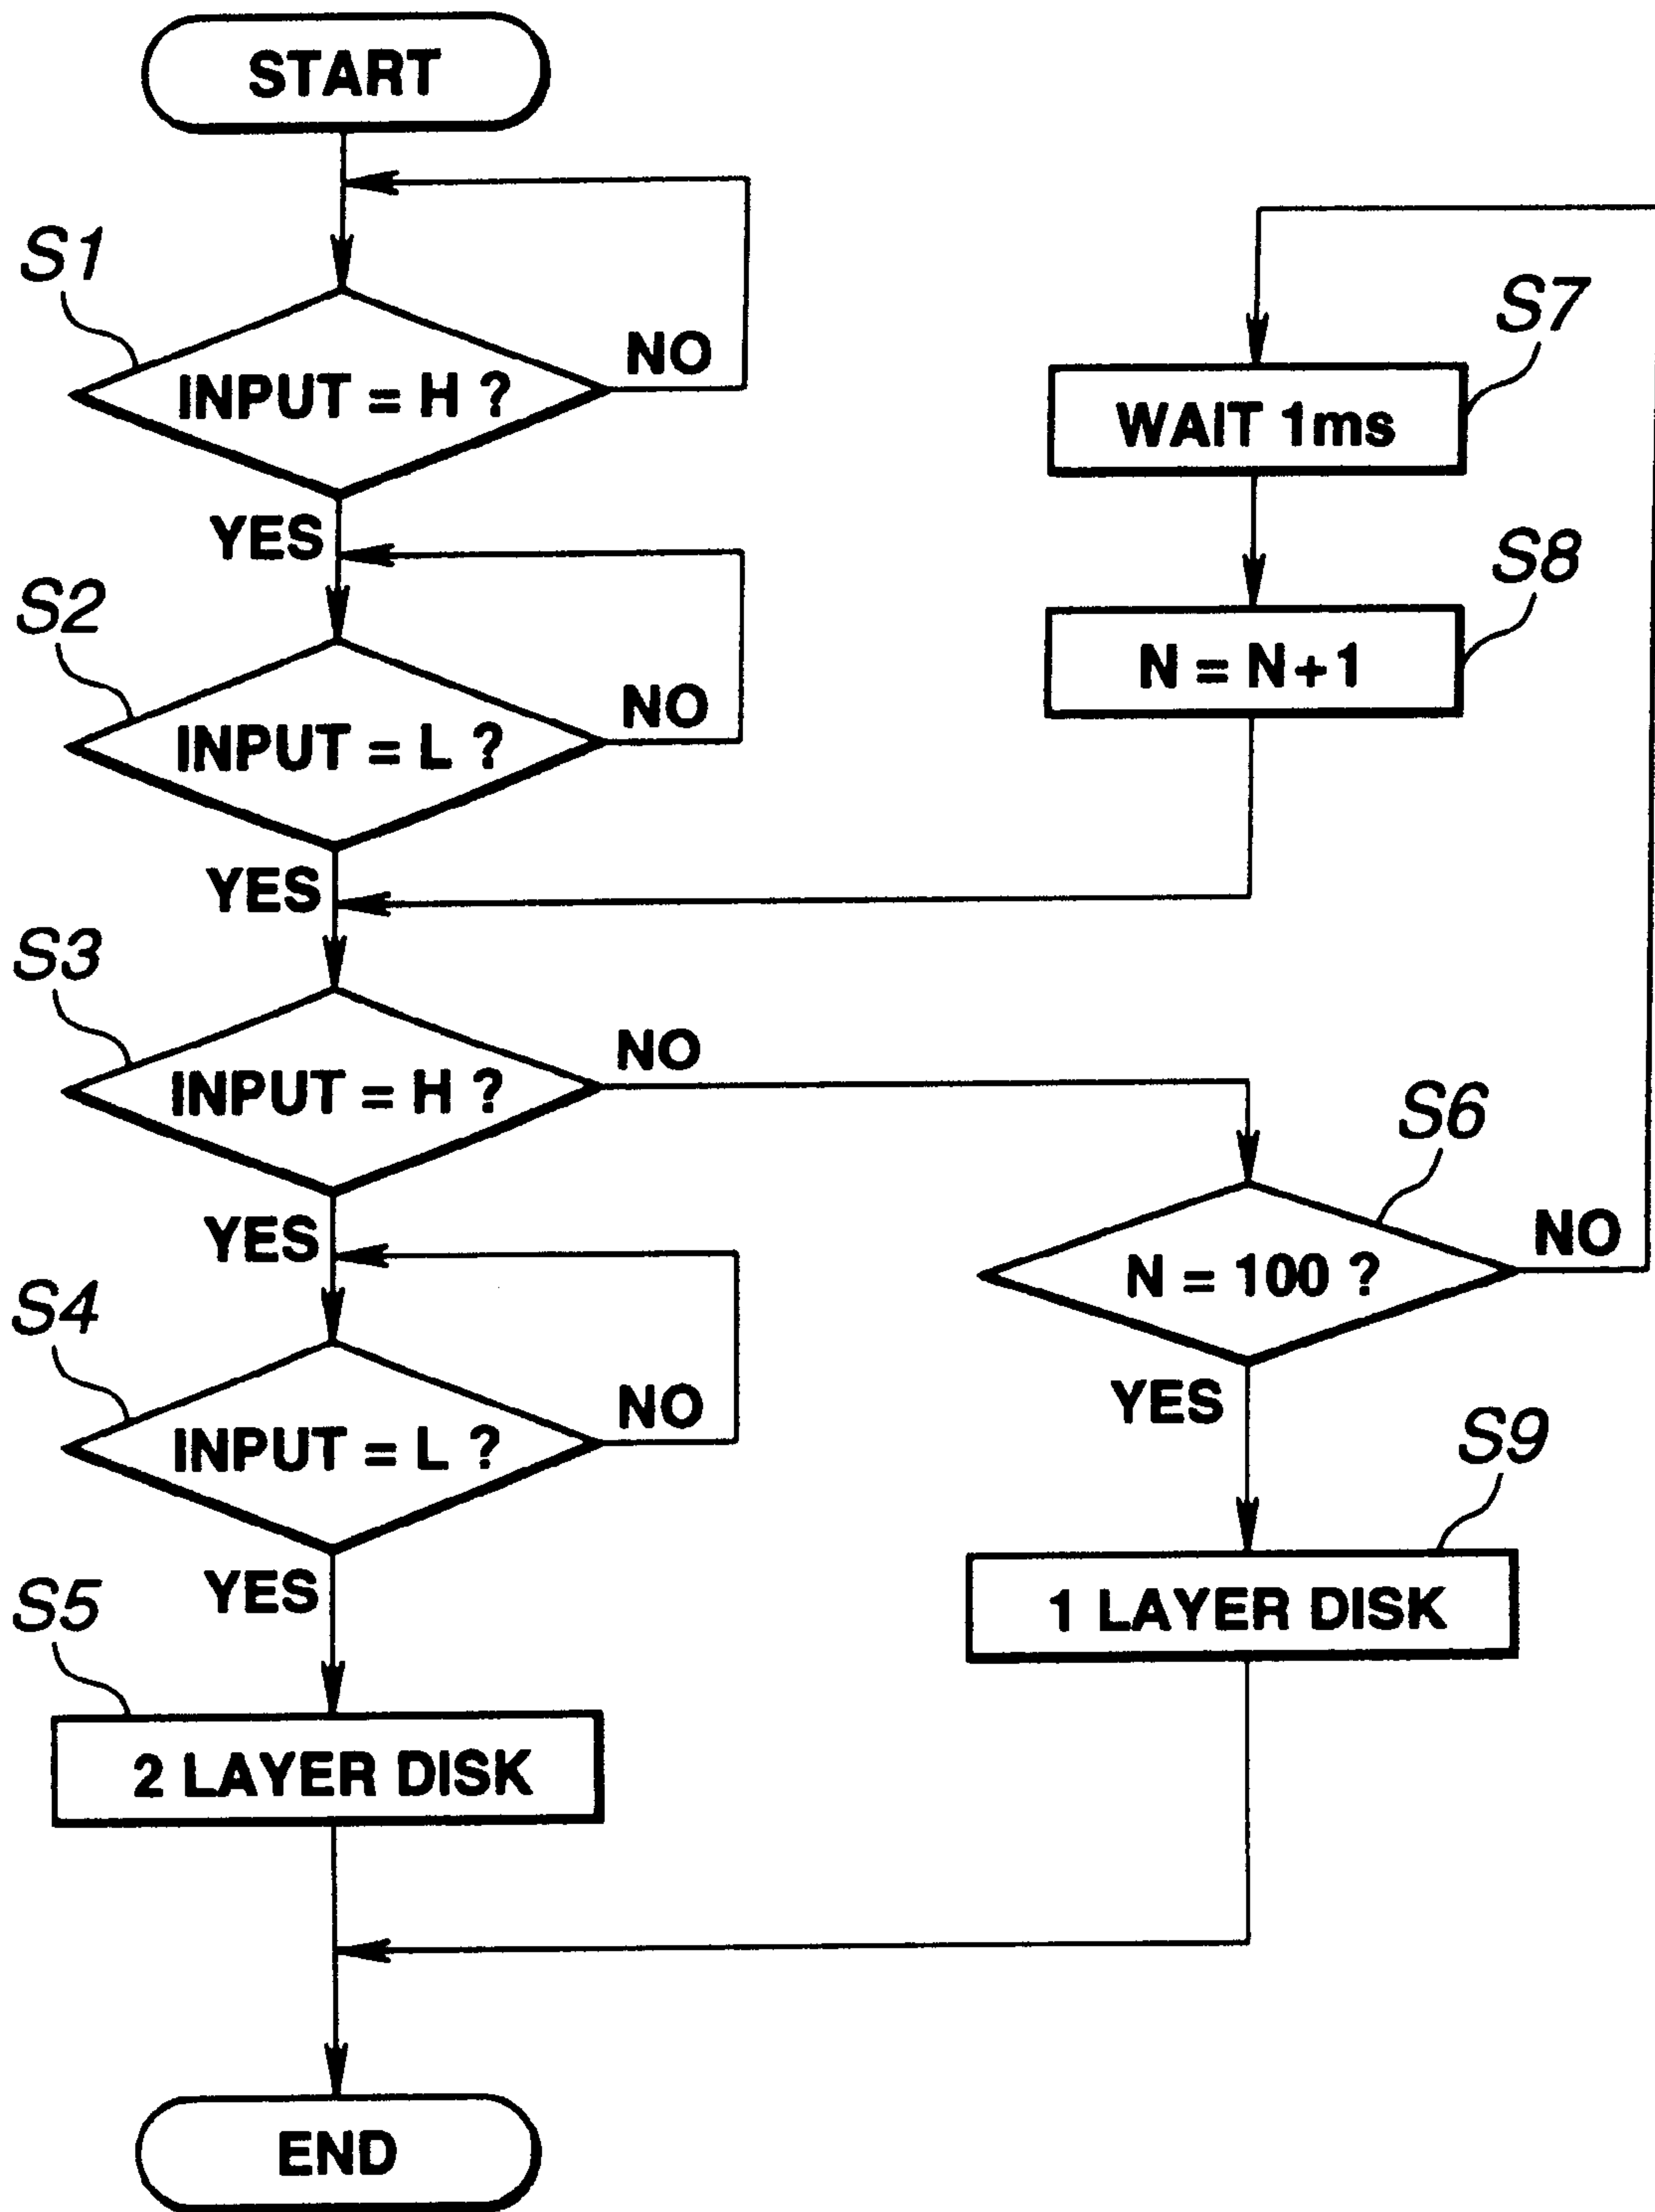 START
S1
INPUT = H ?
NO
YES
S2
INPUT = L ?
NO
YES
S3
INPUT = H ?
NO
YES
S4
INPUT = L ?
NO
YES
S5
2 LAYER DISK
END
S7
WAIT 1ms
S8
N = N+1
S6
N = 100 ?
NO
YES
S9
1 LAYER DISK